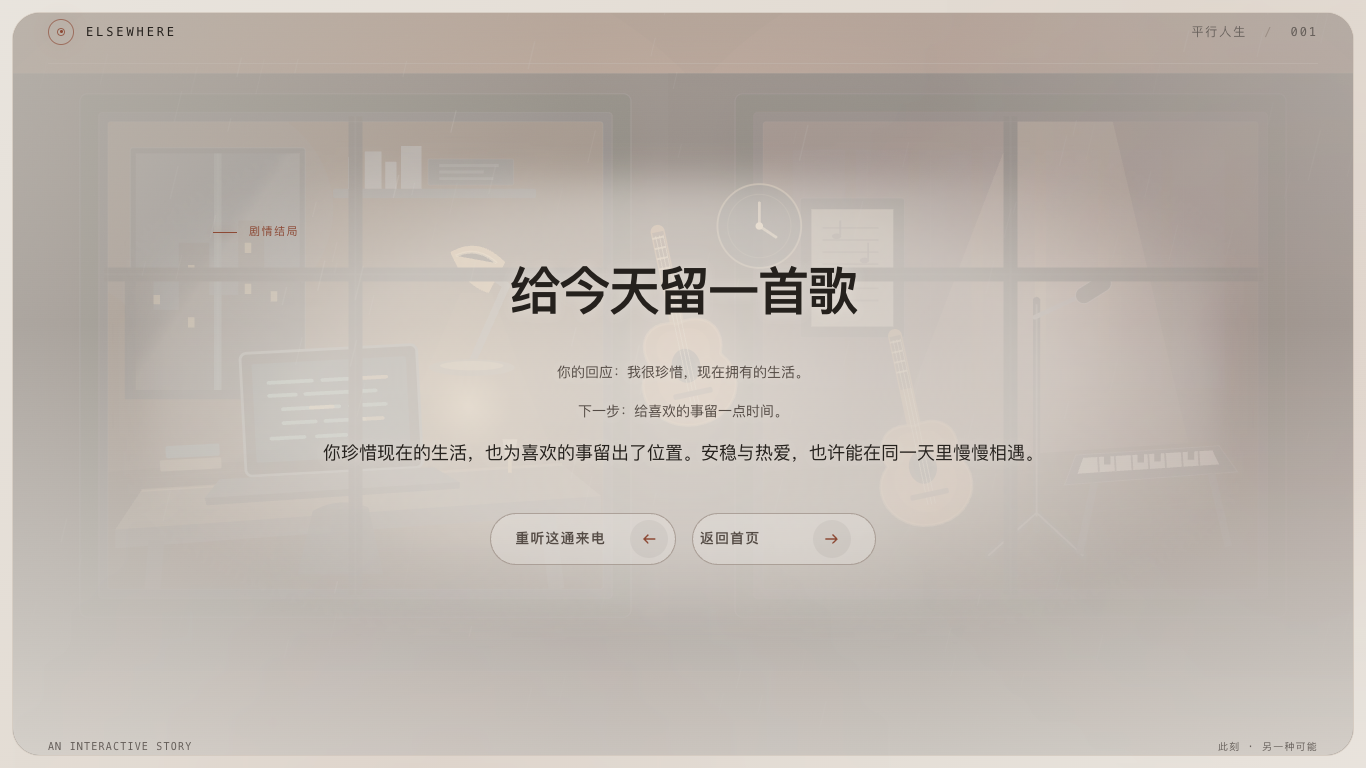 ELSEWHERE
平行人生 / 001
剧情结局
给今天留一首歌
你的回应：我很珍惜，现在拥有的生活。
下一步：给喜欢的事留一点时间。
你珍惜现在的生活，也为喜欢的事留出了位置。安稳与热爱，也许能在同一天里慢慢相遇。
重听这通来电 ←
返回首页 →
AN INTERACTIVE STORY
此刻 · 另一种可能